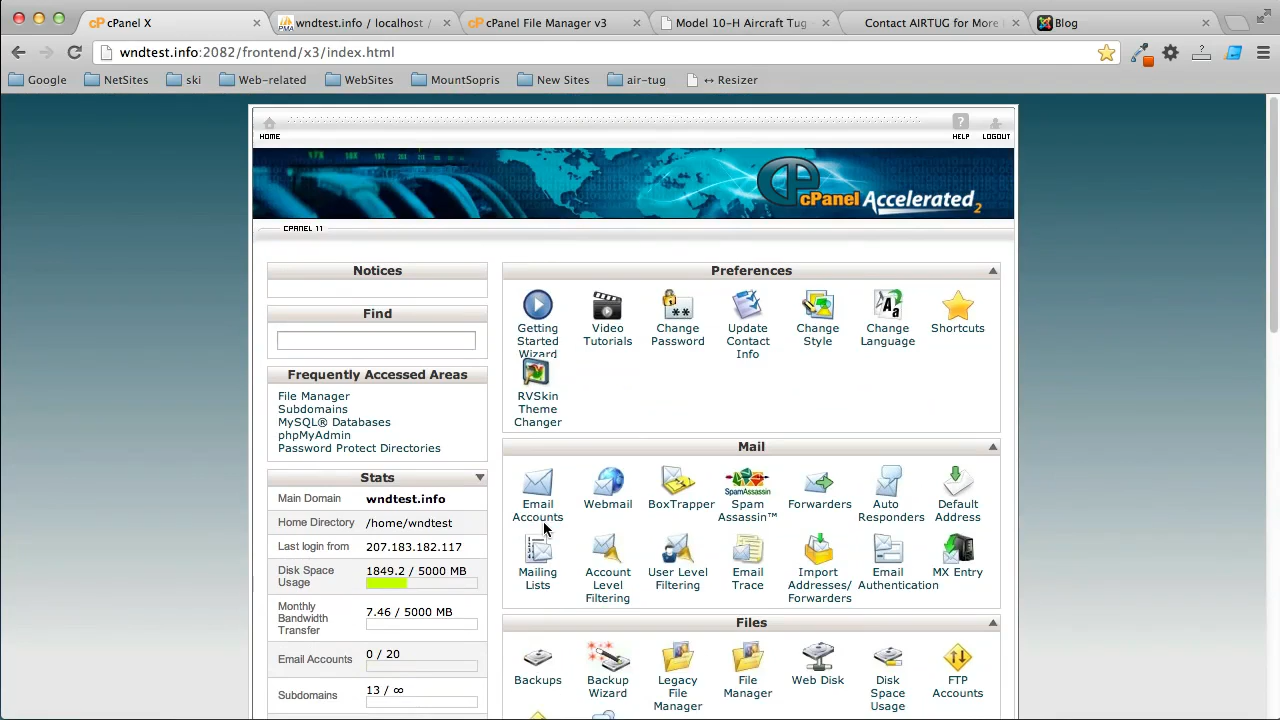 cPanel X
wndtest.info / localhost /
cPanel File Manager v3
Model 10-H Aircraft Tug -
Contact AIRTUG for More I
Blog
wndtest.info:2082/frontend/x3/index.html
Google
NetSites
ski
Web-related
WebSites
MountSopris
New Sites
air-tug
↔ Resizer
HOME
HELP
LOGOUT
cPanel Accelerated2
CPANEL 11
Notices
Find
Frequently Accessed Areas
File Manager
Subdomains
MySQL® Databases
phpMyAdmin
Password Protect Directories
Stats
Main Domain wndtest.info
Home Directory /home/wndtest
Last login from 207.183.182.117
Disk Space 1849.2 / 5000 MB
Usage
Monthly
Bandwidth 7.46 / 5000 MB
Transfer
Email Accounts 0 / 20
Subdomains 13 / ∞
Preferences
Getting
Started
Wizard
Video
Tutorials
Change
Password
Update
Contact
Info
Change
Style
Change
Language
Shortcuts
RVSkin
Theme
Changer
Mail
Email
Accounts
Webmail
BoxTrapper
Spam
Assassin™
Forwarders
Auto
Responders
Default
Address
Mailing
Lists
Account
Level
Filtering
User Level
Filtering
Email
Trace
Import
Addresses/
Forwarders
Email
Authentication
MX Entry
Files
Backups
Backup
Wizard
Legacy
File
Manager
File
Manager
Web Disk
Disk
Space
Usage
FTP
Accounts